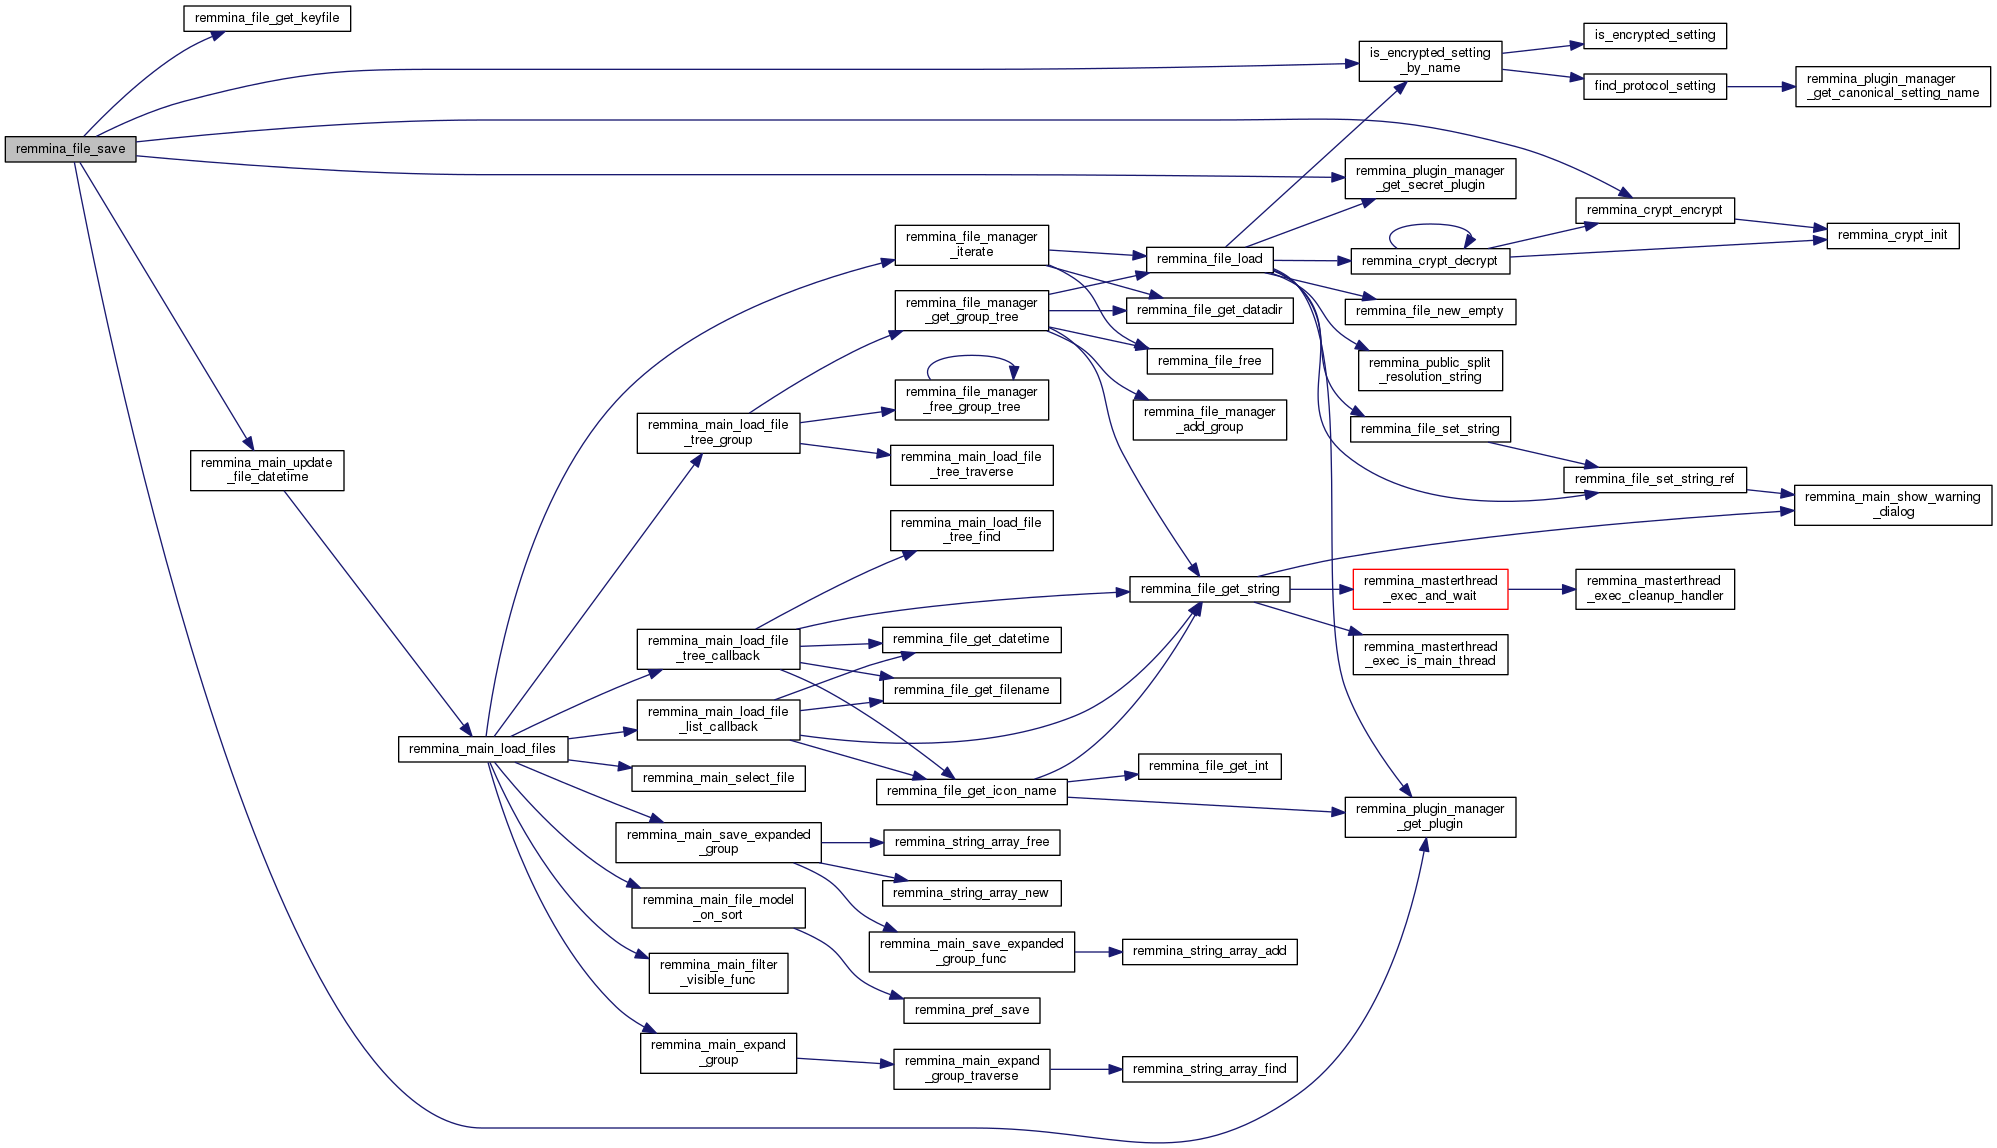 remmina_file_save
remmina_file_get_keyfile
remmina_main_update
_file_datetime
remmina_main_load_files
remmina_main_load_file
_tree_group
remmina_main_load_file
_tree_callback
remmina_main_load_file
_list_callback
remmina_main_select_file
remmina_main_save_expanded
_group
remmina_main_file_model
_on_sort
remmina_main_filter
_visible_func
remmina_main_expand
_group
remmina_file_manager
_iterate
remmina_file_manager
_get_group_tree
remmina_file_manager
_free_group_tree
remmina_main_load_file
_tree_traverse
remmina_main_load_file
_tree_find
remmina_file_get_datetime
remmina_file_get_filename
remmina_file_get_icon_name
remmina_string_array_free
remmina_string_array_new
remmina_main_save_expanded
_group_func
remmina_pref_save
remmina_main_expand
_group_traverse
remmina_file_load
remmina_file_get_datadir
remmina_file_free
remmina_file_manager
_add_group
remmina_file_get_string
remmina_file_get_int
remmina_string_array_add
remmina_string_array_find
is_encrypted_setting
_by_name
remmina_plugin_manager
_get_secret_plugin
remmina_crypt_decrypt
remmina_file_new_empty
remmina_public_split
_resolution_string
remmina_file_set_string
remmina_masterthread
_exec_and_wait
remmina_masterthread
_exec_is_main_thread
remmina_plugin_manager
_get_plugin
is_encrypted_setting
find_protocol_setting
remmina_crypt_encrypt
remmina_file_set_string_ref
remmina_masterthread
_exec_cleanup_handler
remmina_plugin_manager
_get_canonical_setting_name
remmina_crypt_init
remmina_main_show_warning
_dialog